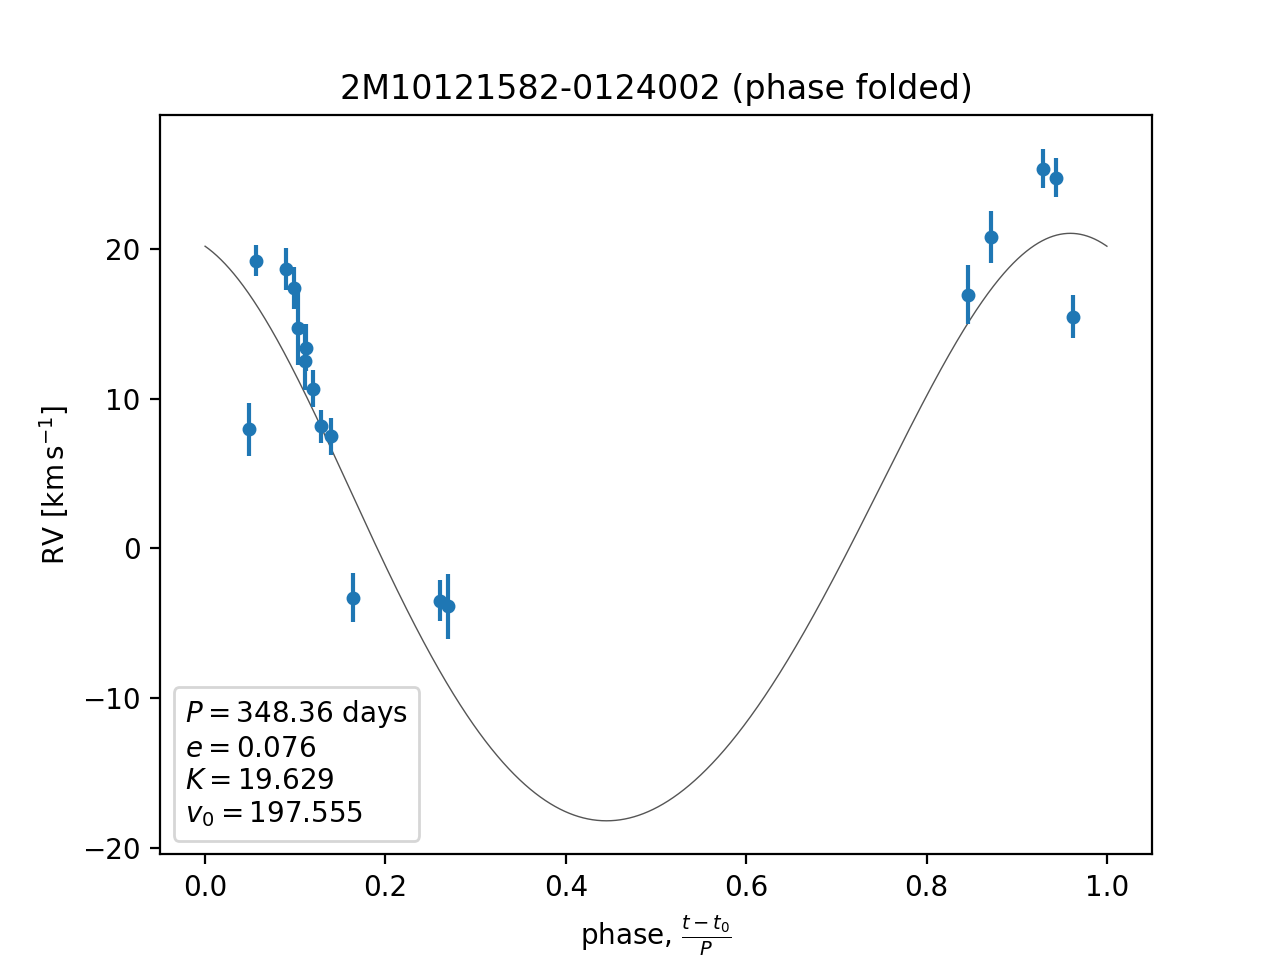 2M10121582-0124002 (phase folded)
RV [km s⁻¹]
20
10
0
−10
−20
P = 348.36 days
e = 0.076
K = 19.629
v₀ = 197.555
0.0 0.2 0.4 0.6 0.8 1.0
phase, (t − t₀)/P